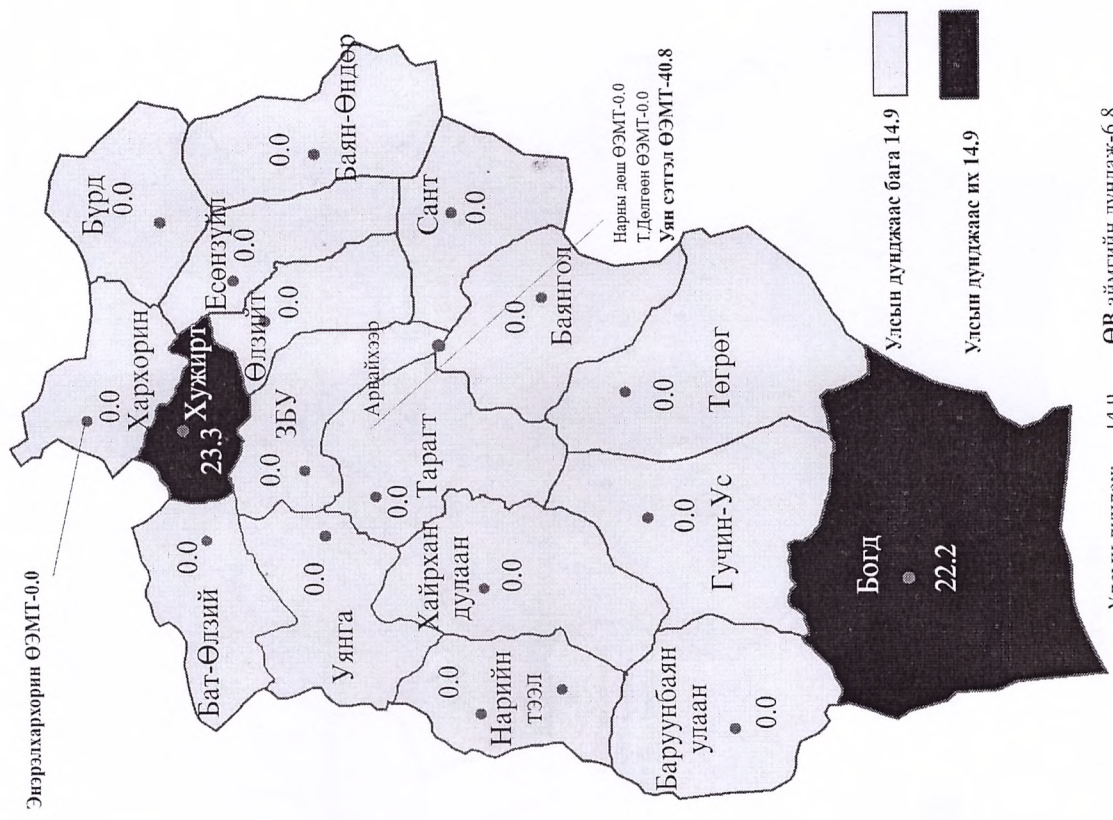 Энэрэлхархорин ӨЭМТ-0.0
Бүрд
0.0
Хархорин
0.0
Хужирт
23.3
Есөнзүйл
0.0
Баян-Өндөр
0.0
Бат-Өлзий
0.0
Өлзийт
0.0
ЗБУ
0.0
Сант
0.0
Уянга
0.0
Арвайхээр
Тарагт
0.0
Нарны дөш ӨЭМТ-0.0
Т.Дөлгөөн ӨЭМТ-0.0
Уян сэтгэл ӨЭМТ-40.8
Хайрхан
дулаан
0.0
Баянгол
0.0
Нарийн
тээл
0.0
Төгрөг
0.0
Гучин-Ус
0.0
Баруунбаян
улаан
0.0
Богд
22.2
Улсын дунджаас бага 14.9
Улсын дунджаас их 14.9
ӨВ аймгийн дундаж-6.8